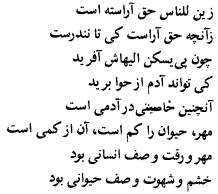 زین للناس حق آراسته است
زآنچه حق آراست کی تانند رست
چون پی یسکن الیهاش آفرید
کی تواند آدم از حوا برید
آنچنین خاصیتی در آدمی است
مهر، حیوان را کم است، آن از کمی است
مهر و رقت وصف انسانی بود
خشم و شهوت وصف حیوانی بود